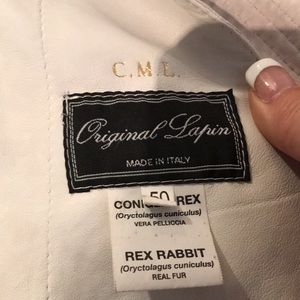 C.M.L.
Original Lapin
MADE IN ITALY
50
REX
(Oryctolagus cuniculus)
VERA PELLICCIA
REX RABBIT
(Oryctolagus cuniculus)
REAL FUR